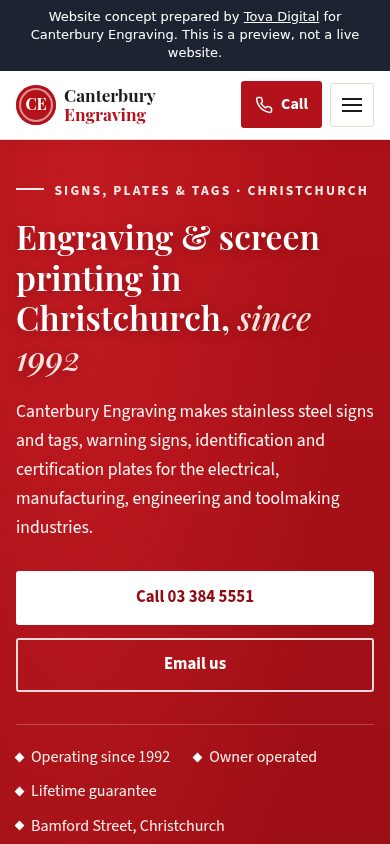 Website concept prepared by Tova Digital for
Canterbury Engraving. This is a preview, not a live
website.
CE
Canterbury
Engraving
Call
SIGNS, PLATES & TAGS · CHRISTCHURCH
Engraving & screen
printing in
Christchurch, since
1992
Canterbury Engraving makes stainless steel signs
and tags, warning signs, identification and
certification plates for the electrical,
manufacturing, engineering and toolmaking
industries.
Call 03 384 5551
Email us
Operating since 1992
Owner operated
Lifetime guarantee
Bamford Street, Christchurch